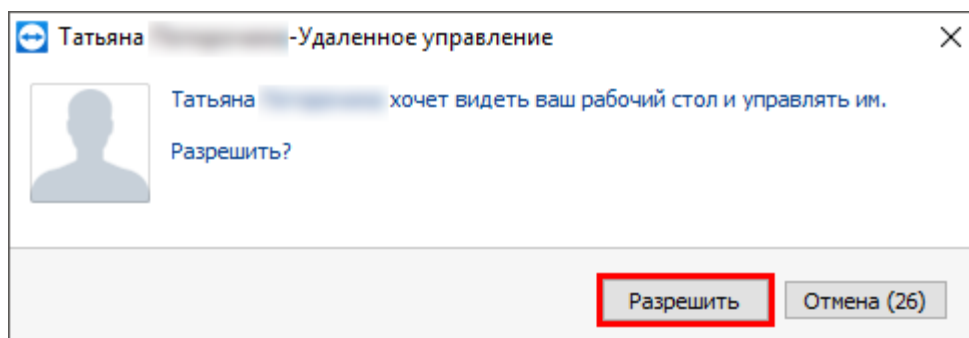 Татьяна -Удаленное управление
Татьяна хочет видеть ваш рабочий стол и управлять им.
Разрешить?
Разрешить
Отмена (26)